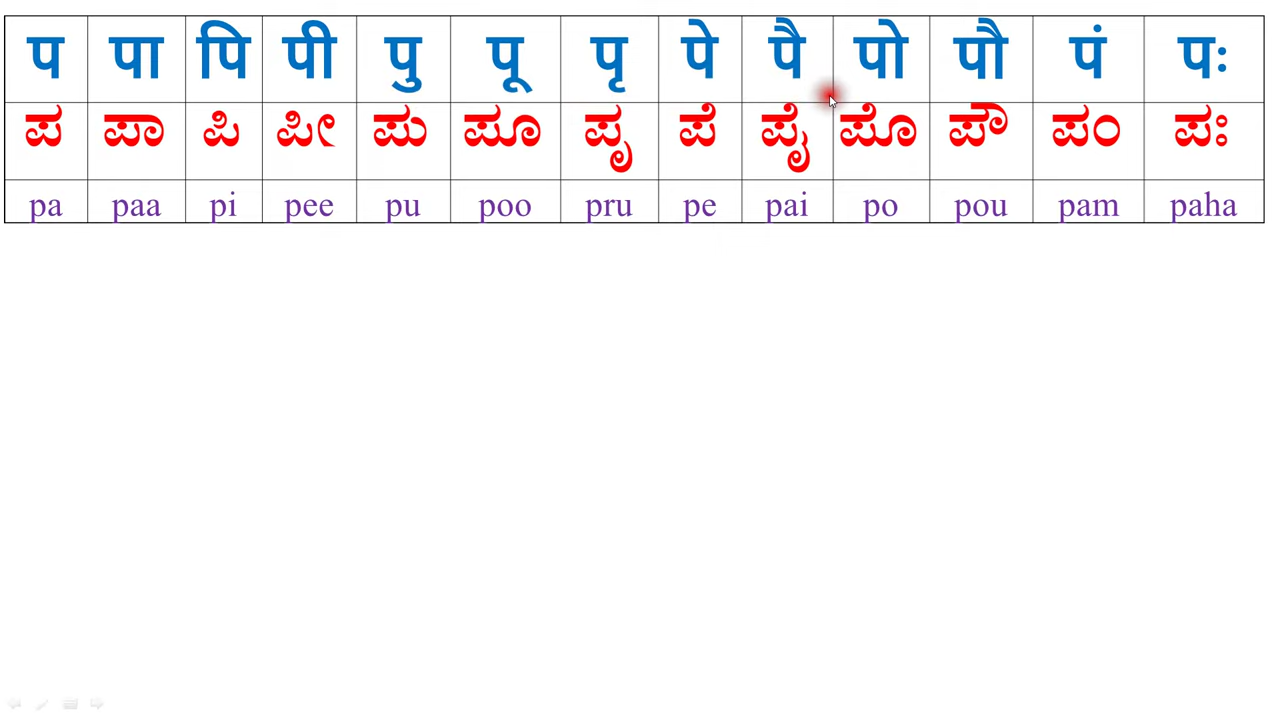 प पा पि पी पु पू पृ पे पै पो पौ पं पः
ಪ ಪಾ ಪಿ ಪೀ ಪು ಪೂ ಪೃ ಪೆ ಪೈ ಪೊ ಪೌ ಪಂ ಪಃ
pa paa pi pee pu poo pru pe pai po pou pam paha